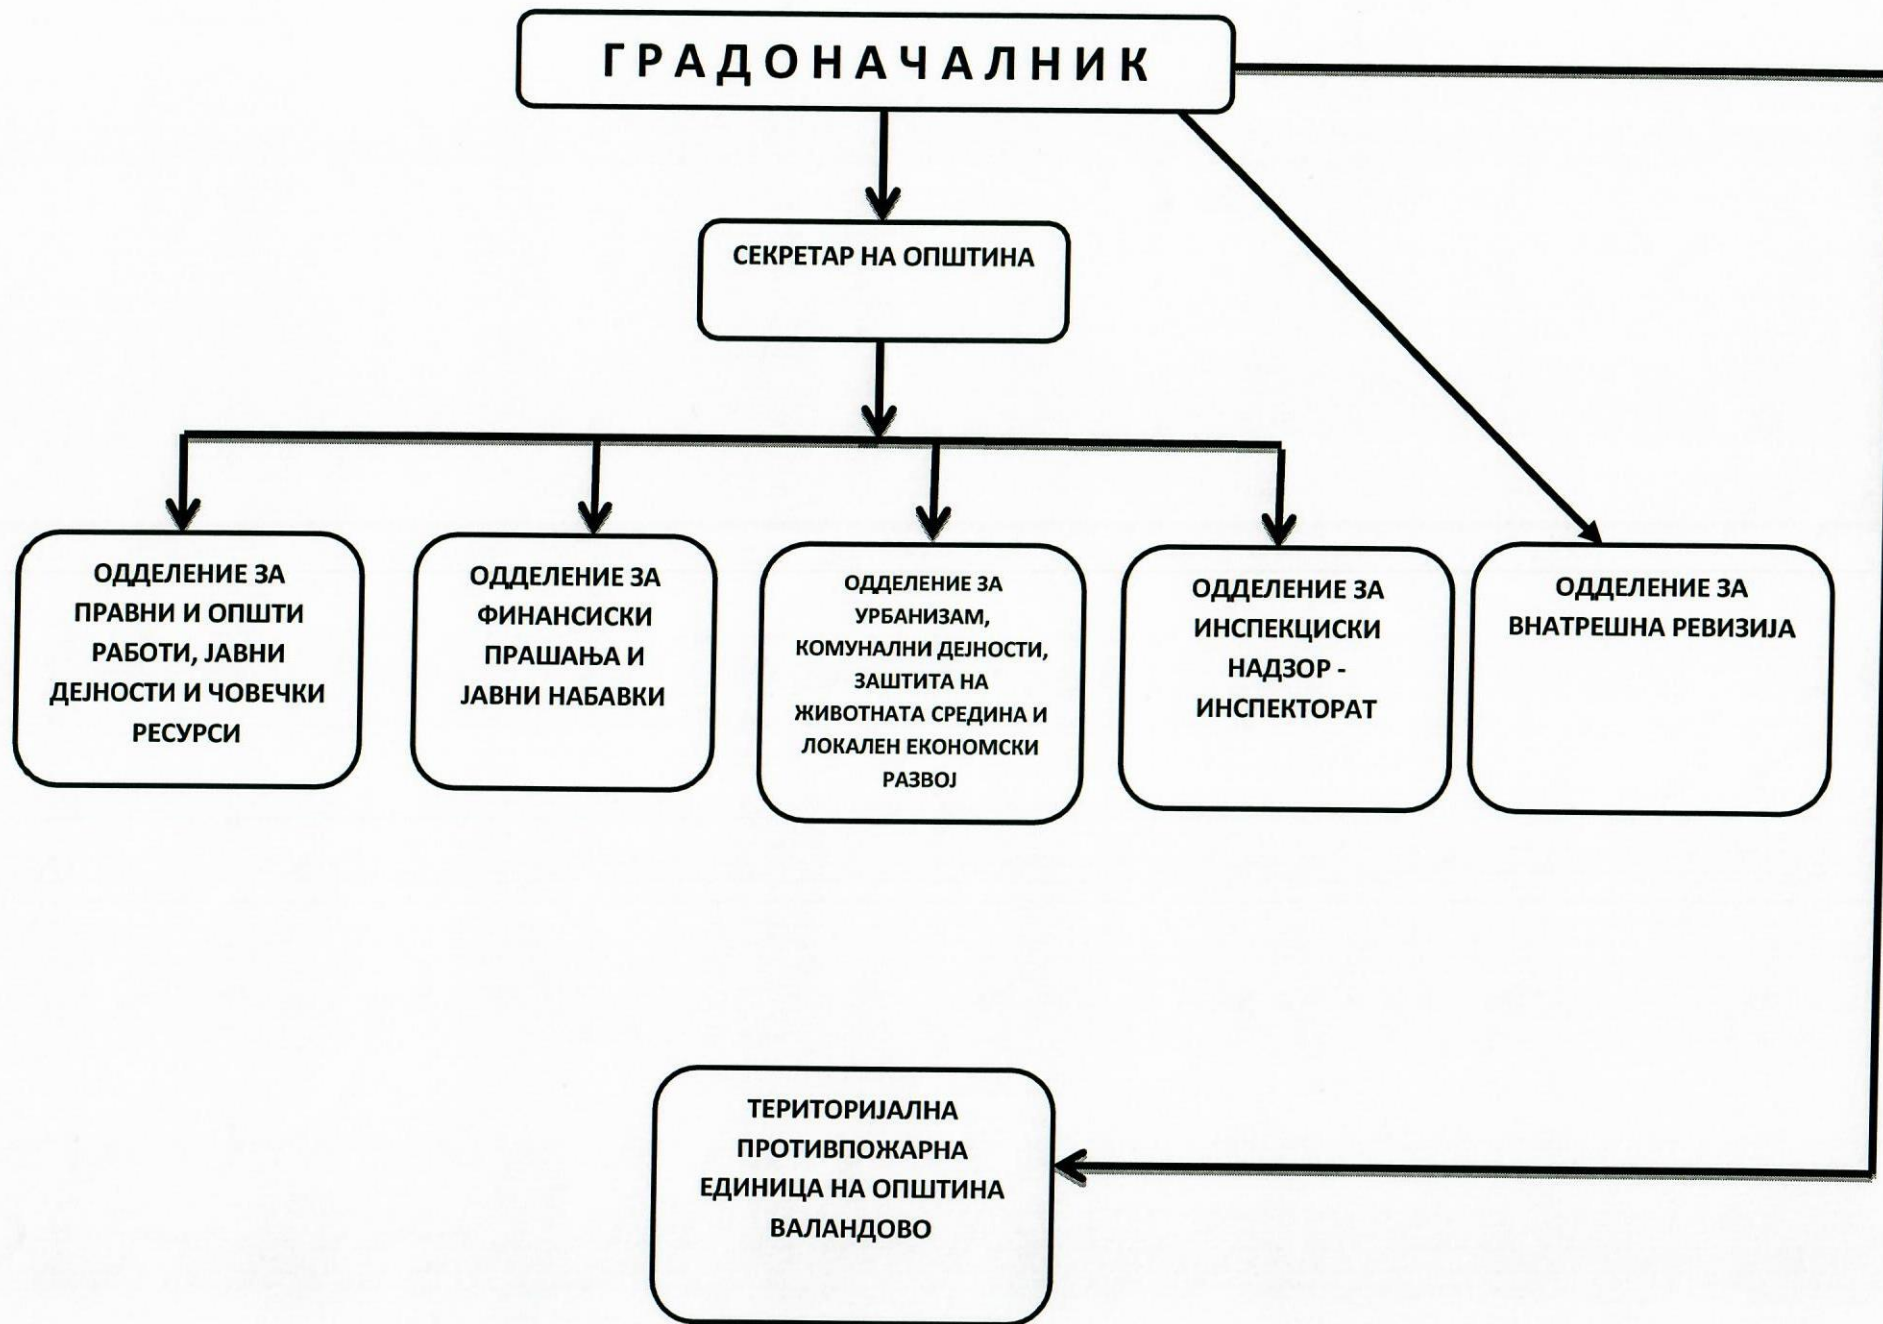 ГРАДОНАЧАЛНИК
СЕКРЕТАР НА ОПШТИНА
ОДДЕЛЕНИЕ ЗА
ПРАВНИ И ОПШТИ
РАБОТИ, ЈАВНИ
ДЕЈНОСТИ И ЧОВЕЧКИ
РЕСУРСИ
ОДДЕЛЕНИЕ ЗА
ФИНАНСИСКИ
ПРАШАЊА И
ЈАВНИ НАБАВКИ
ОДДЕЛЕНИЕ ЗА
УРБАНИЗАМ,
КОМУНАЛНИ ДЕЈНОСТИ,
ЗАШТИТА НА
ЖИВОТНАТА СРЕДИНА И
ЛОКАЛЕН ЕКОНОМСКИ
РАЗВОЈ
ОДДЕЛЕНИЕ ЗА
ИНСПЕКЦИСКИ
НАДЗОР -
ИНСПЕКТОРАТ
ОДДЕЛЕНИЕ ЗА
ВНАТРЕШНА РЕВИЗИЈА
ТЕРИТОРИЈАЛНА
ПРОТИВПОЖАРНА
ЕДИНИЦА НА ОПШТИНА
ВАЛАНДОВО